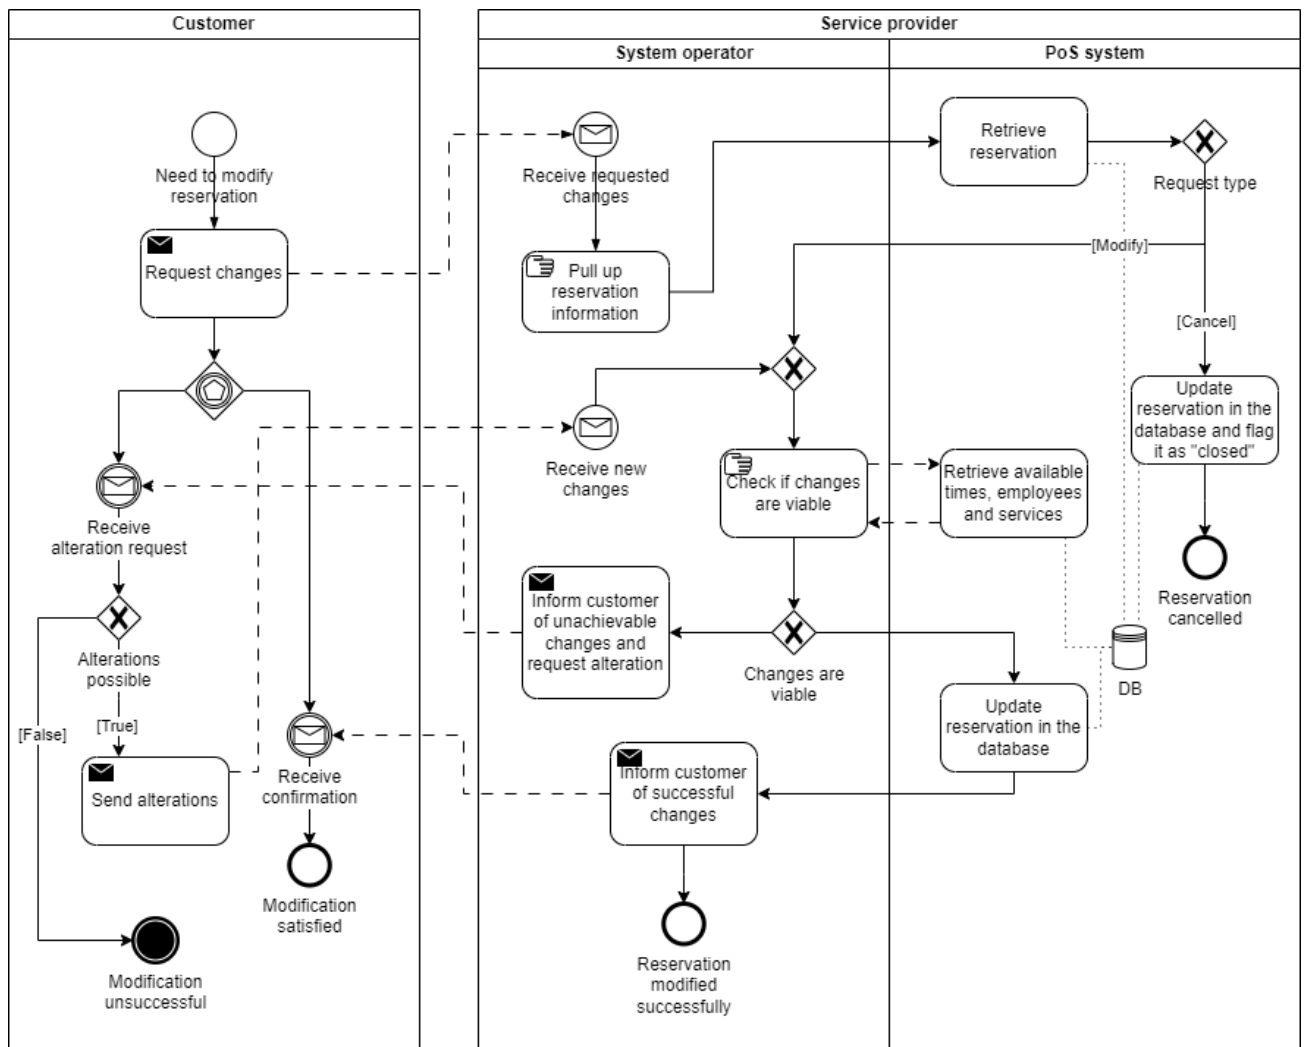 Customer
Service provider
System operator
PoS system
Need to modify
reservation
Request changes
Receive requested
changes
Pull up
reservation
information
Retrieve
reservation
Request type
[Modify]
[Cancel]
Update
reservation in the
database and flag
it as "closed"
Reservation
cancelled
Receive new
changes
Check if changes
are viable
Retrieve available
times, employees
and services
Receive
alteration request
Inform customer
of unachievable
changes and
request alteration
Changes are
viable
DB
Alterations
possible
[False]
[True]
Send alterations
Receive
confirmation
Update
reservation in the
database
Inform customer
of successful
changes
Modification
satisfied
Modification
unsuccessful
Reservation
modified
successfully